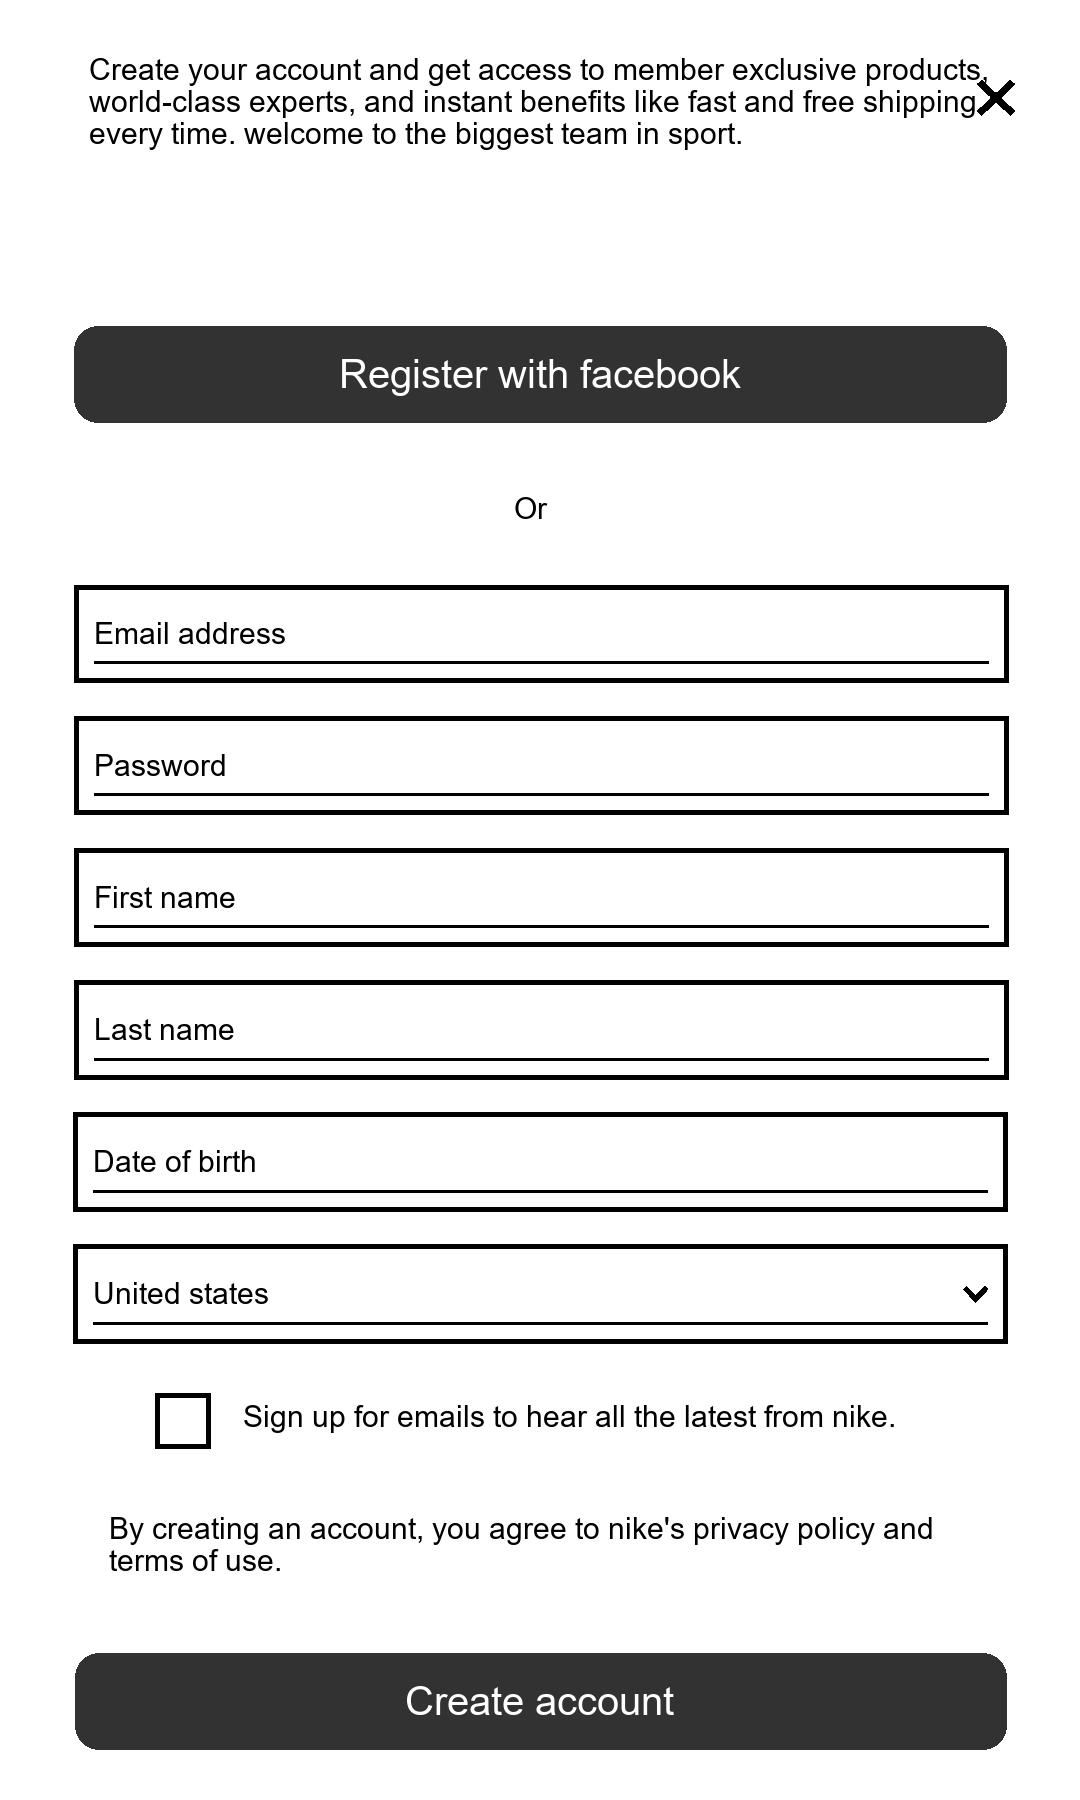 Create your account and get access to member exclusive products,
world-class experts, and instant benefits like fast and free shipping.
every time. welcome to the biggest team in sport.
Register with facebook
Or
Email address
Password
First name
Last name
Date of birth
United states
Sign up for emails to hear all the latest from nike.
By creating an account, you agree to nike's privacy policy and
terms of use.
Create account